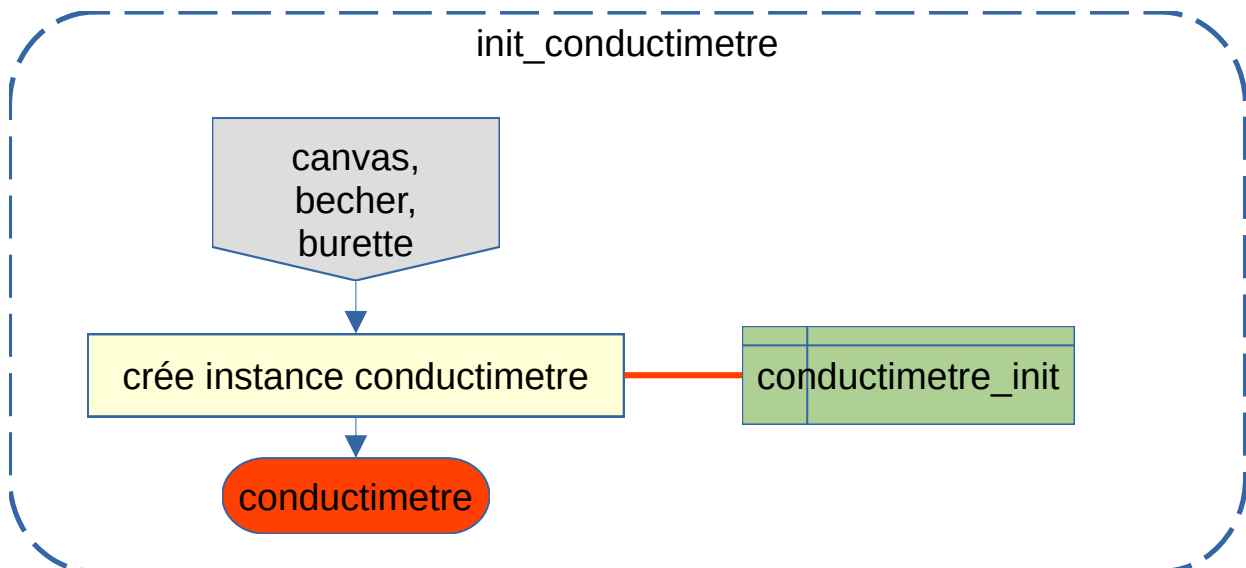 init_conductimetre
canvas,
becher,
burette
crée instance conductimetre
conductimetre_init
conductimetre